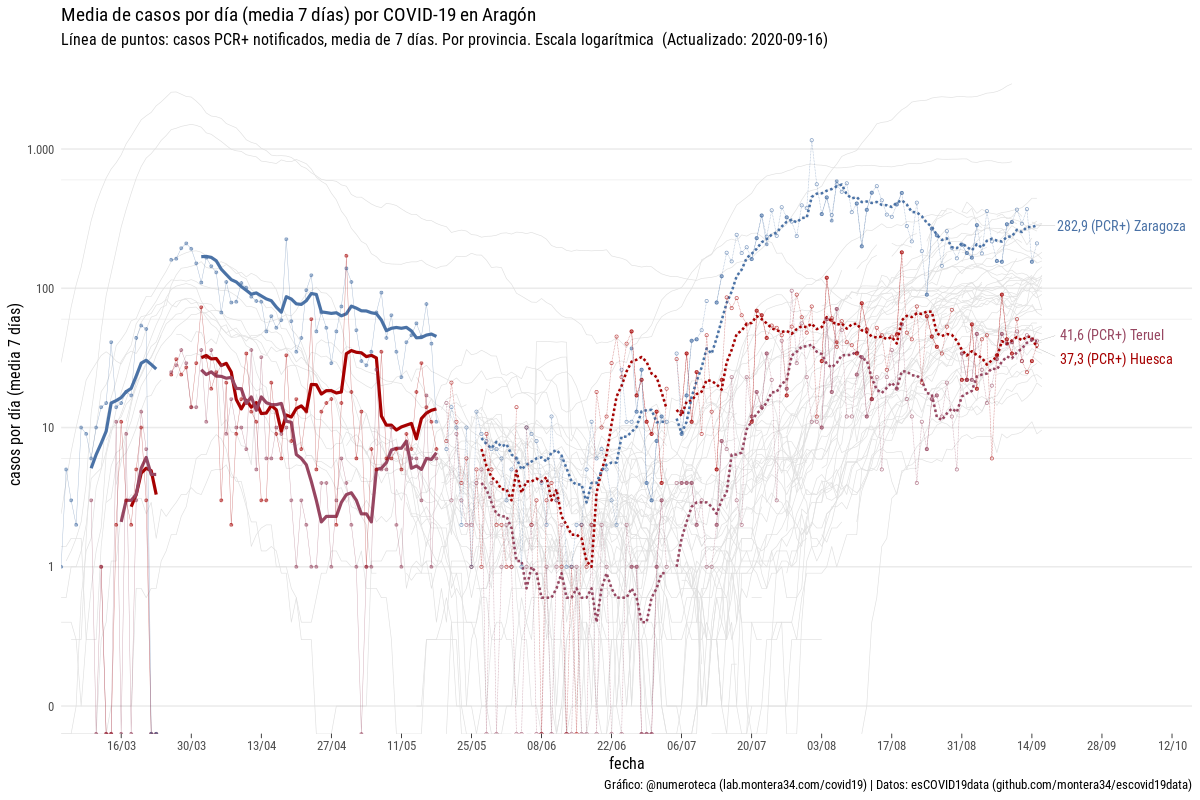 Media de casos por día (media 7 días) por COVID-19 en Aragón
Línea de puntos: casos PCR+ notificados, media de 7 días. Por provincia. Escala logarítmica (Actualizado: 2020-09-16)
casos por día (media 7 días)
1.000
100
10
1
0
282,9 (PCR+) Zaragoza
41,6 (PCR+) Teruel
37,3 (PCR+) Huesca
16/03 30/03 13/04 27/04 11/05 25/05 08/06 22/06 06/07 20/07 03/08 17/08 31/08 14/09 28/09 12/10
fecha
Gráfico: @numeroteca (lab.montera34.com/covid19) | Datos: esCOVID19data (github.com/montera34/escovid19data)